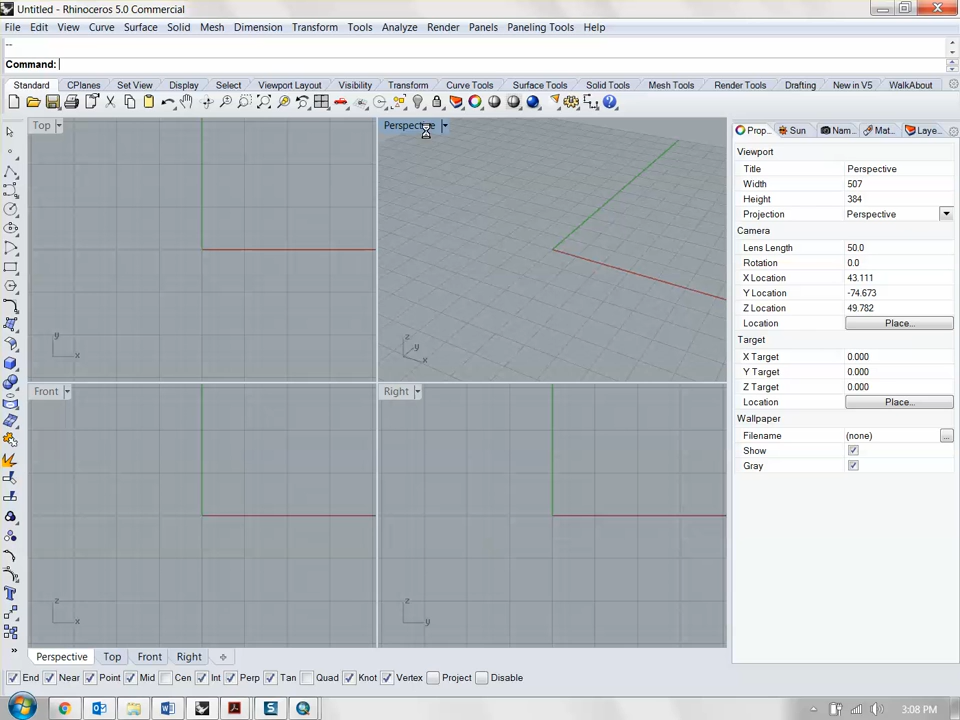 Untitled - Rhinoceros 5.0 Commercial
File Edit View Curve Surface Solid Mesh Dimension Transform Tools Analyze Render Panels Paneling Tools Help
--
Command:
Standard CPlanes Set View Display Select Viewport Layout Visibility Transform Curve Tools Surface Tools Solid Tools Mesh Tools Render Tools Drafting New in V5 WalkAbout
Top Perspective
Prop... Sun Nam... Mat... Laye...
Viewport
Title Perspective
Width 507
Height 384
Projection Perspective
Camera
Lens Length 50.0
Rotation 0.0
X Location 43.111
Y Location -74.673
Z Location 49.782
Location Place...
Target
X Target 0.000
Y Target 0.000
Z Target 0.000
Location Place...
Wallpaper
Filename (none) ...
Show
Gray
y x
z y x
Front Right
z x
z y
Perspective Top Front Right
End Near Point Mid Cen Int Perp Tan Quad Knot Vertex Project Disable
3:08 PM